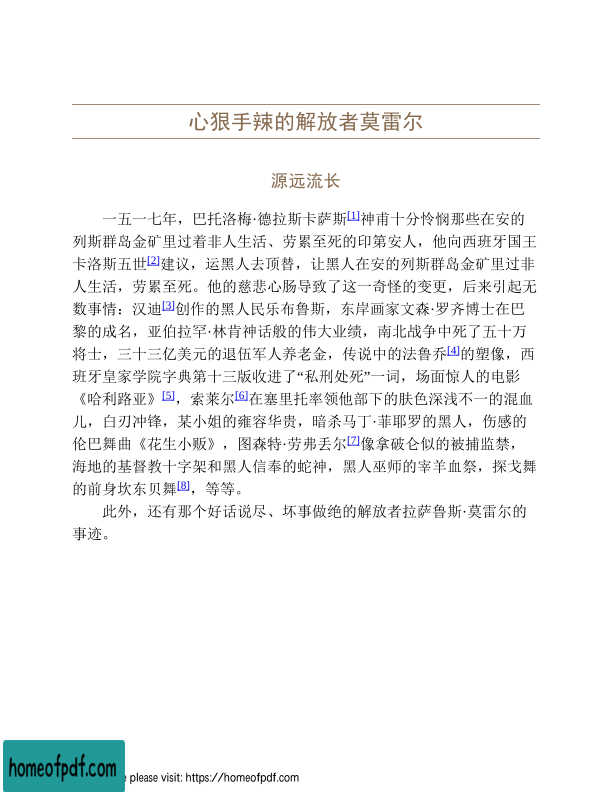 心狠手辣的解放者莫雷尔
源远流长
一五一七年，巴托洛梅·德拉斯卡萨斯[1]神甫十分怜悯那些在安的
列斯群岛金矿里过着非人生活、劳累至死的印第安人，他向西班牙国王
卡洛斯五世[2]建议，运黑人去顶替，让黑人在安的列斯群岛金矿里过非
人生活，劳累至死。他的慈悲心肠导致了这一奇怪的变更，后来引起无
数事情：汉迪[3]创作的黑人民乐布鲁斯，东岸画家文森·罗齐博士在巴
黎的成名，亚伯拉罕·林肯神话般的伟大业绩，南北战争中死了五十万
将士，三十三亿美元的退伍军人养老金，传说中的法鲁乔[4]的塑像，西
班牙皇家学院字典第十三版收进了“私刑处死”一词，场面惊人的电影
《哈利路亚》[5]，索莱尔[6]在塞里托率领他部下的肤色深浅不一的混血
儿，白刃冲锋，某小姐的雍容华贵，暗杀马丁·菲耶罗的黑人，伤感的
伦巴舞曲《花生小贩》，图森特·劳弗丢尔[7]像拿破仑似的被捕监禁，
海地的基督教十字架和黑人信奉的蛇神，黑人巫师的宰羊血祭，探戈舞
的前身坎东贝舞[8]，等等。
此外，还有那个好话说尽、坏事做绝的解放者拉萨鲁斯·莫雷尔的
事迹。
homeofpdf.com
e please visit: https://homeofpdf.com